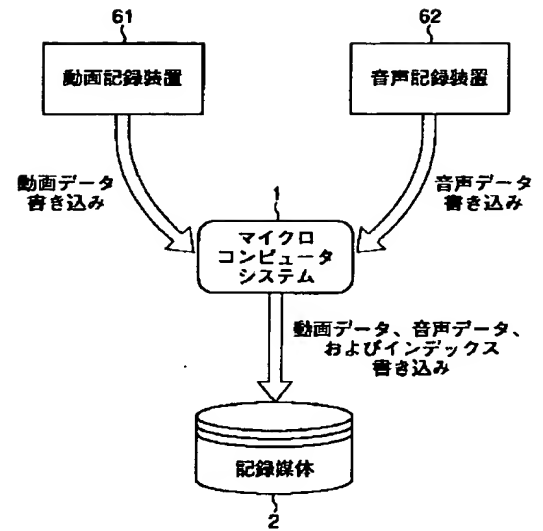 61
62
動画記録装置
音声記録装置
動画データ
書き込み
音声データ
書き込み
1
マイクロ
コンピュータ
システム
動画データ、音声データ、
およびインデックス
書き込み
記録媒体
2